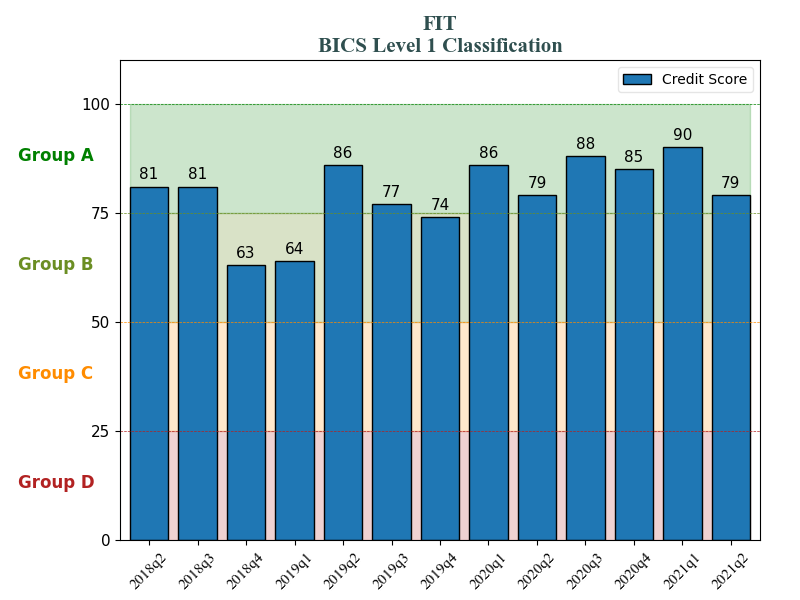 FIT
BICS Level 1 Classification
Credit Score
100
75
50
25
0
Group A
Group B
Group C
Group D
81
81
63
64
86
77
74
86
79
88
85
90
79
2018q2
2018q3
2018q4
2019q1
2019q2
2019q3
2019q4
2020q1
2020q2
2020q3
2020q4
2021q1
2021q2